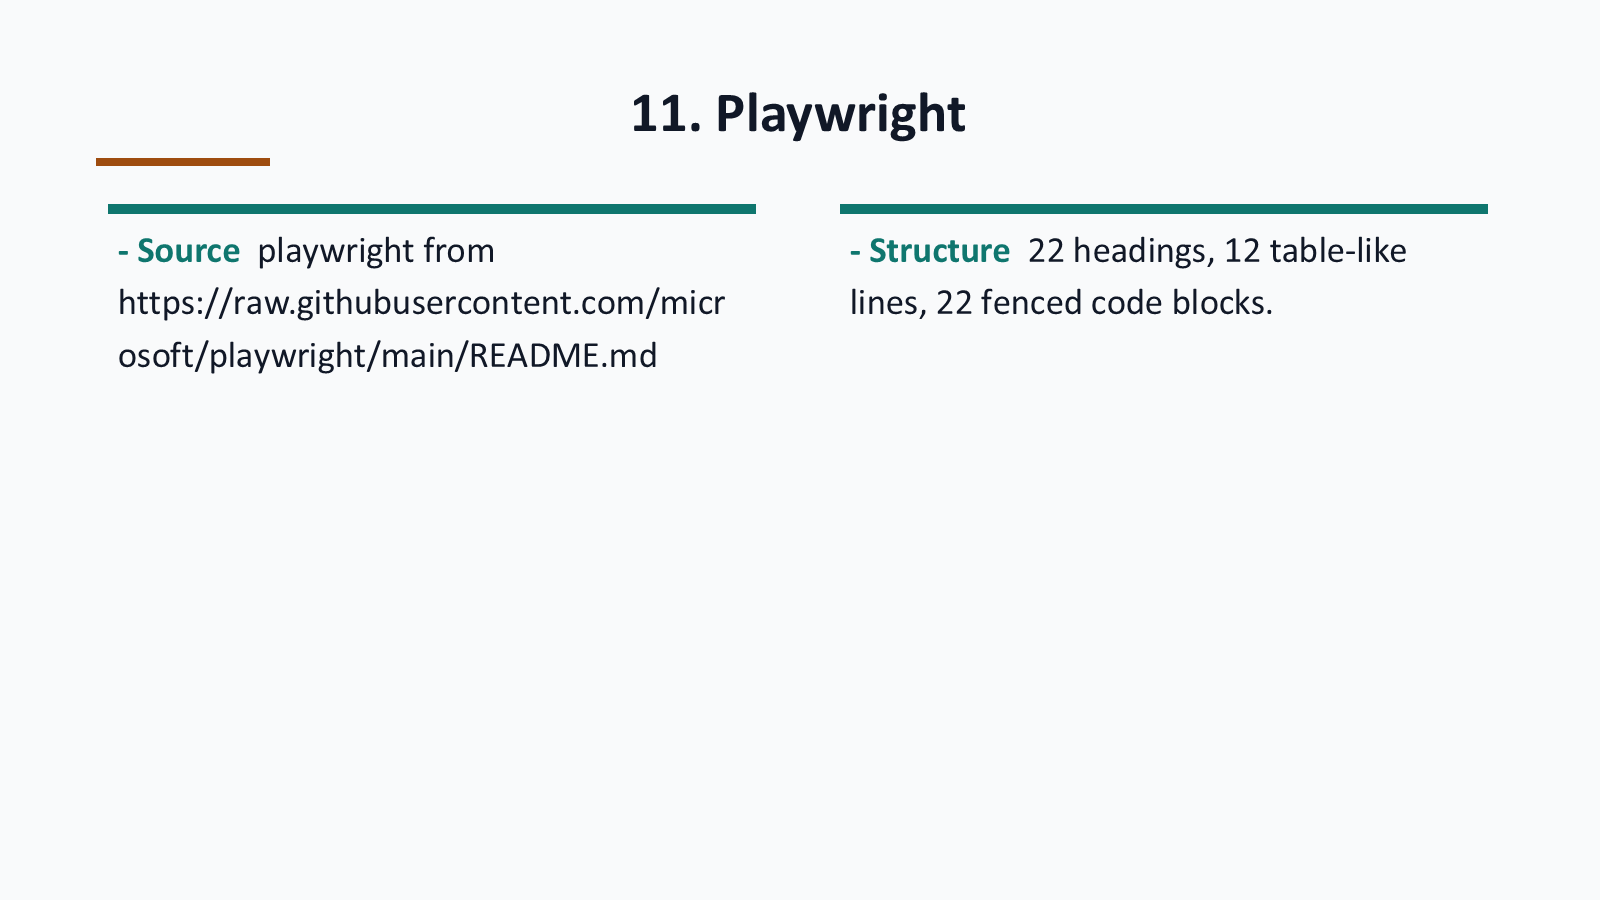 11. Playwright
- Source  playwright from
https://raw.githubusercontent.com/micr
osoft/playwright/main/README.md
- Structure  22 headings, 12 table-like
lines, 22 fenced code blocks.